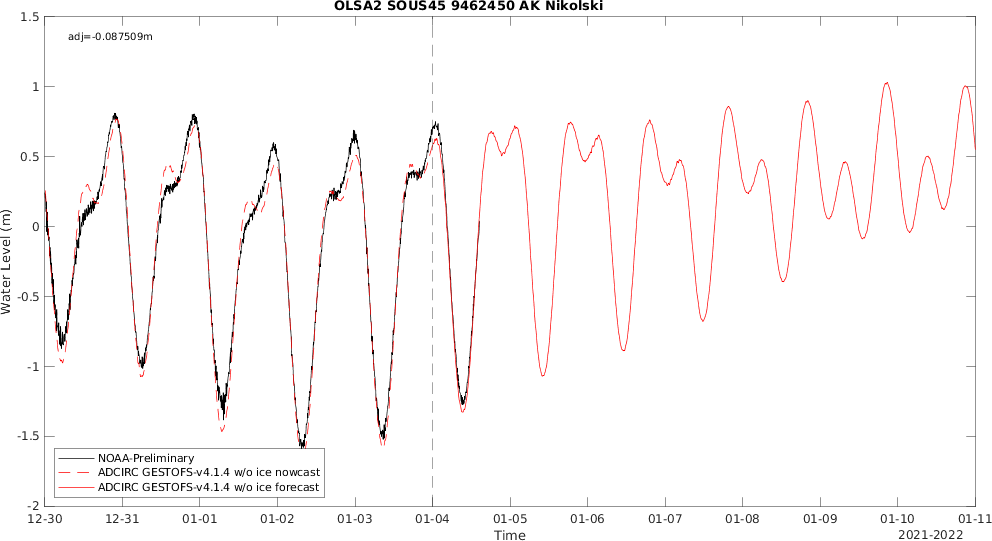 OLSA2 SOUS45 9462450 AK Nikolski
adj=-0.087509m
1.5
1
0.5
0
-0.5
-1
-1.5
-2
Water Level (m)
NOAA-Preliminary
ADCIRC GESTOFS-v4.1.4 w/o ice nowcast
ADCIRC GESTOFS-v4.1.4 w/o ice forecast
12-30 12-31 01-01 01-02 01-03 01-04 01-05 01-06 01-07 01-08 01-09 01-10 01-11
Time
2021-2022